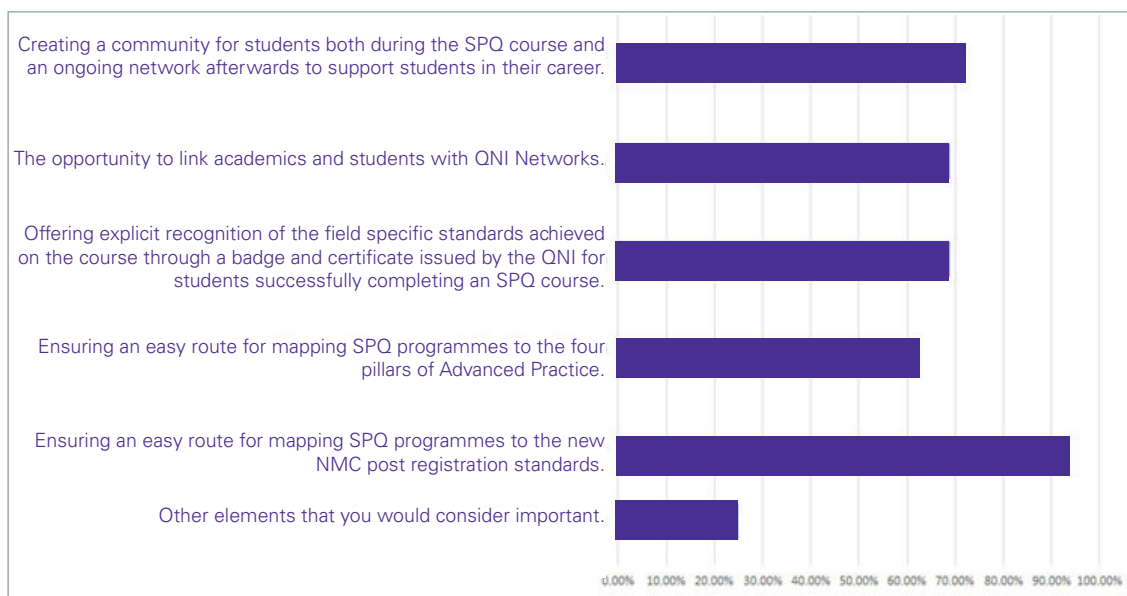 Creating a community for students both during the SPQ course and
an ongoing network afterwards to support students in their career.
The opportunity to link academics and students with QNI Networks.
Offering explicit recognition of the field specific standards achieved
on the course through a badge and certificate issued by the QNI for
students successfully completing an SPQ course.
Ensuring an easy route for mapping SPQ programmes to the four
pillars of Advanced Practice.
Ensuring an easy route for mapping SPQ programmes to the new
NMC post registration standards.
Other elements that you would consider important.
0.00% 10.00% 20.00% 30.00% 40.00% 50.00% 60.00% 70.00% 80.00% 90.00% 100.00%